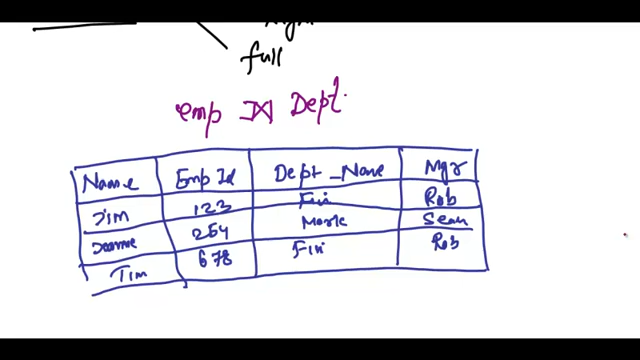 full
emp ⋈ Dept
Name Emp Id Dept_Name Mgr
Jim 123 Fin Rob
254 Mark Sean
Tim 678 Fin Rob